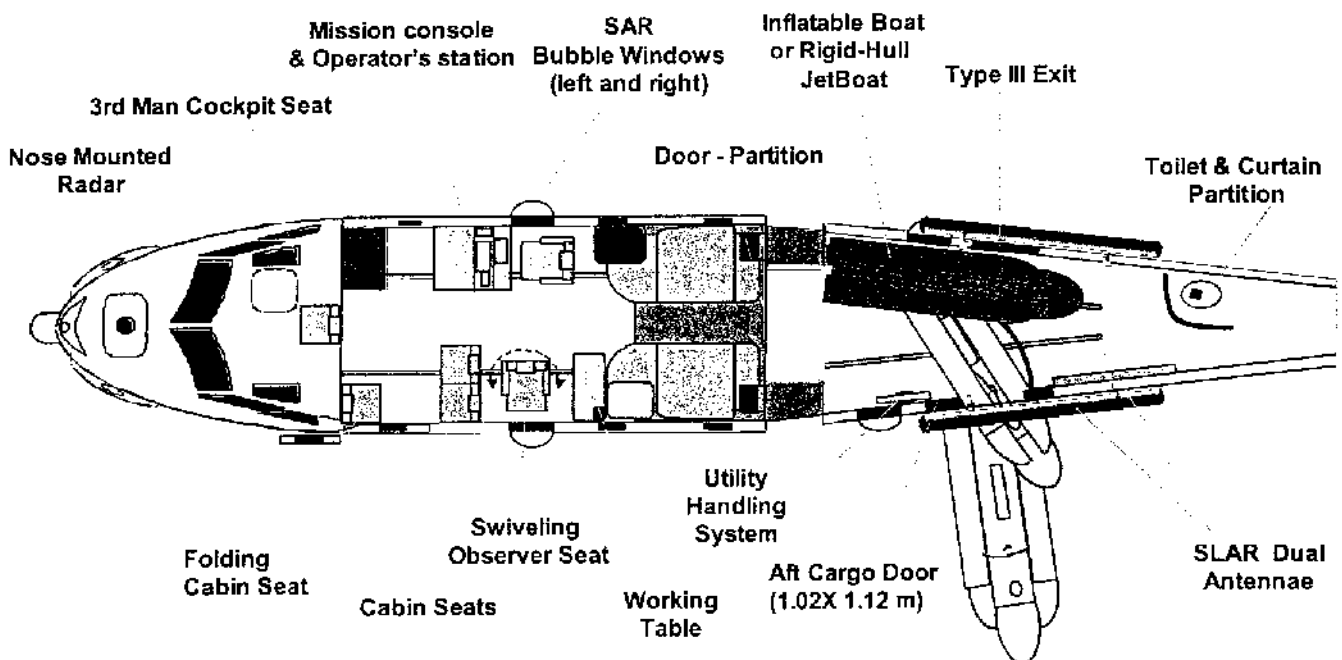 Mission console
& Operator's station
SAR
Bubble Windows
(left and right)
Inflatable Boat
or Rigid-Hull
JetBoat
Type III Exit
3rd Man Cockpit Seat
Nose Mounted
Radar
Door - Partition
Toilet & Curtain
Partition
Folding
Cabin Seat
Cabin Seats
Swiveling
Observer Seat
Working
Table
Utility
Handling
System
Aft Cargo Door
(1.02X 1.12 m)
SLAR Dual
Antennae